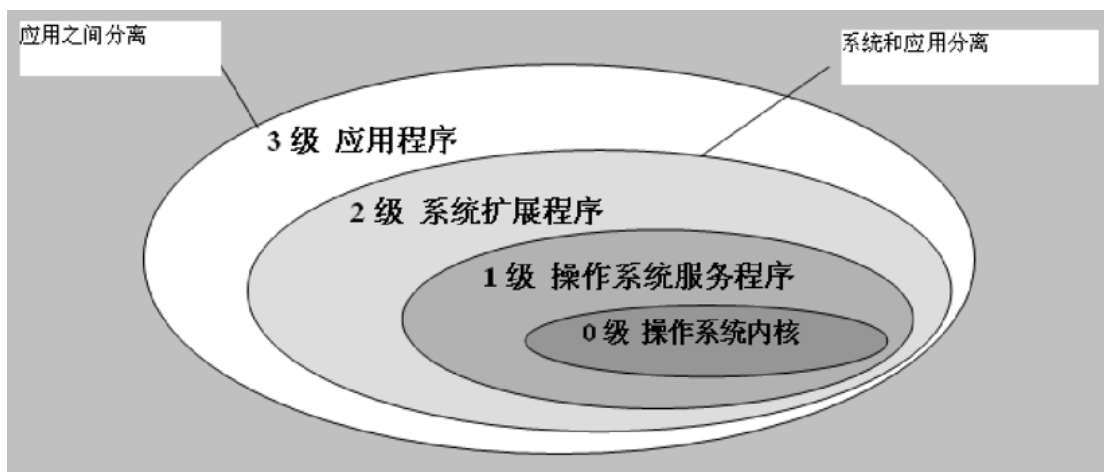 应用之间分离
系统和应用分离
3 级 应用程序
2 级 系统扩展程序
1 级 操作系统服务程序
0 级 操作系统内核